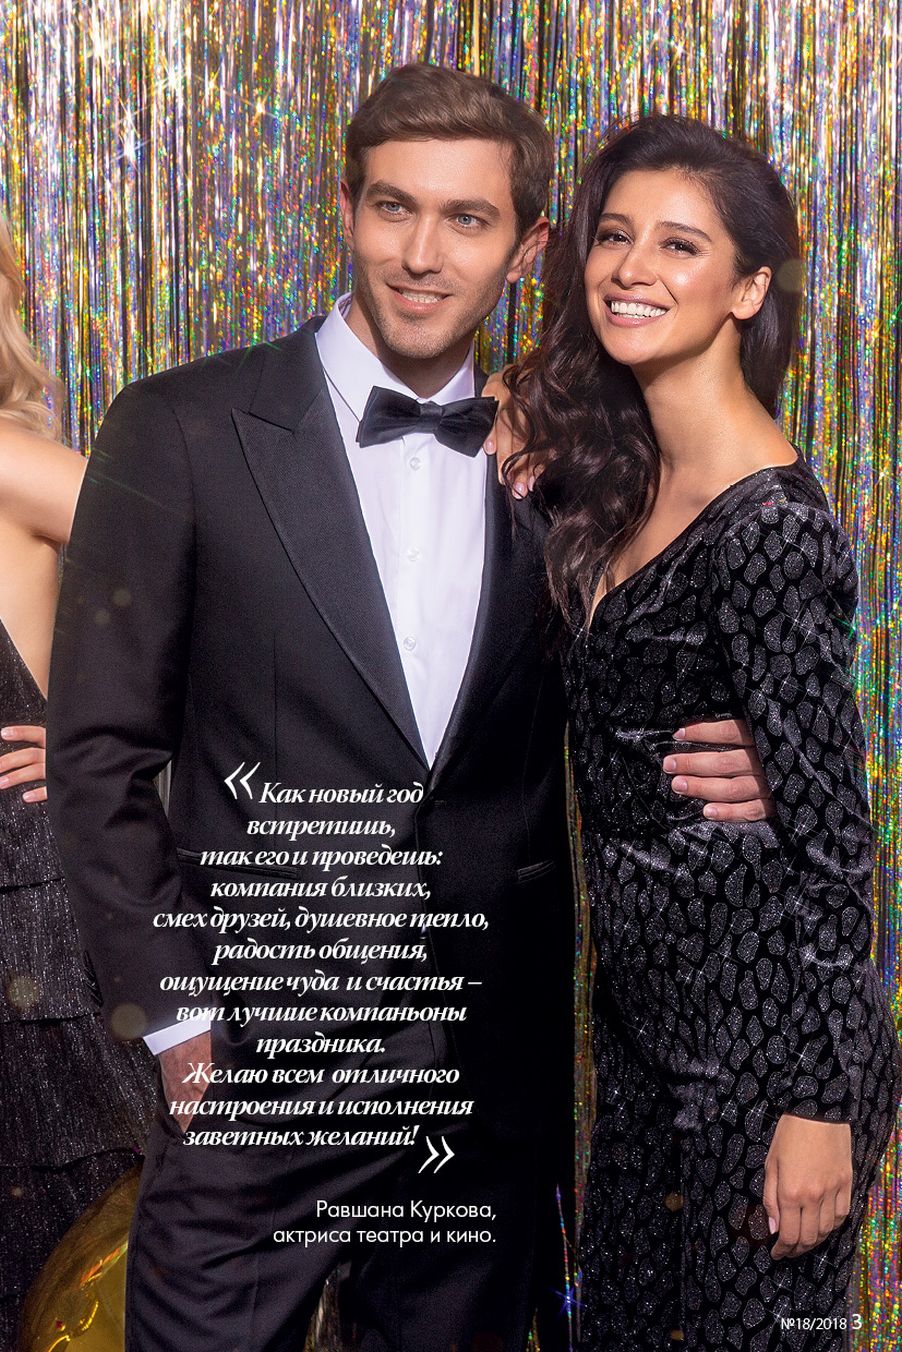 « Как новый год
встретишь,
так его и проведешь:
компания близких,
смех друзей, душевное тепло,
радость общения,
ощущение чуда и счастья –
вот лучшие компаньоны
праздника.
Желаю всем отличного
настроения и исполнения
заветных желаний! »
Равшана Куркова,
актриса театра и кино.
№18/2018 3